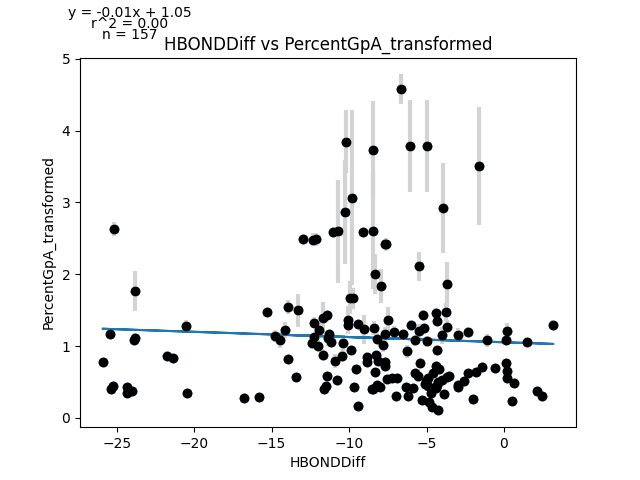 y = -0.01x + 1.05
r^2 = 0.00
n = 157
HBONDDiff vs PercentGpA_transformed
PercentGpA_transformed
5
4
3
2
1
0
−25
−20
−15
−10
−5
0
HBONDDiff